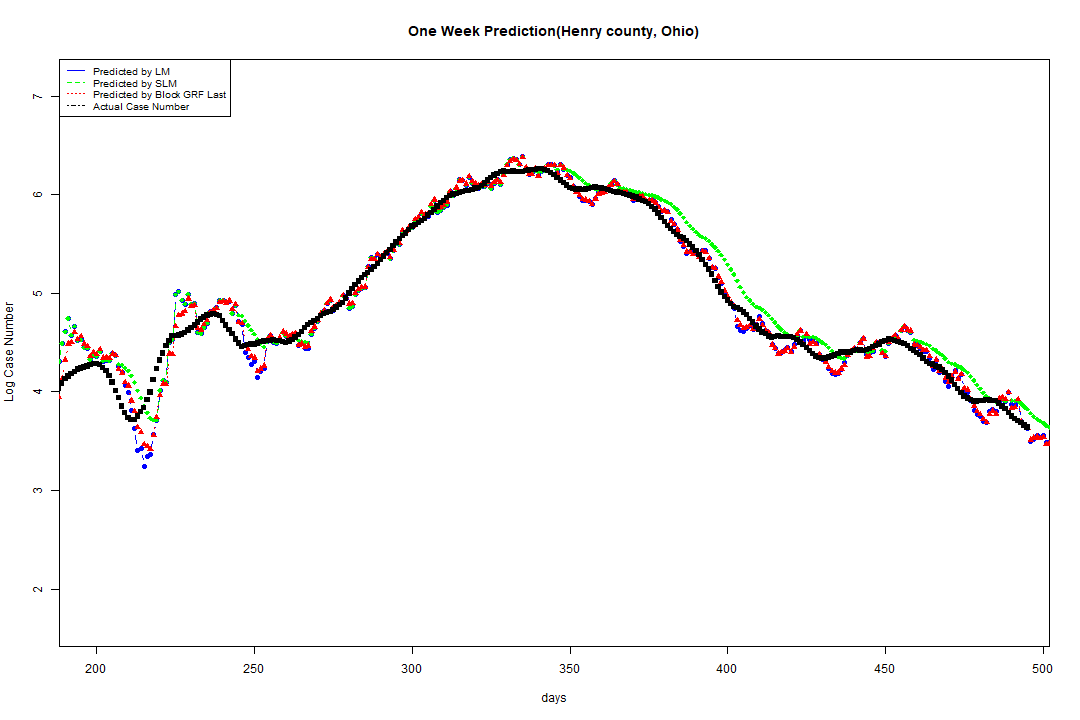 One Week Prediction(Henry county, Ohio)
Predicted by LM
Predicted by SLM
Predicted by Block GRF Last
Actual Case Number
7
6
5
4
3
2
Log Case Number
200 250 300 350 400 450 500
days